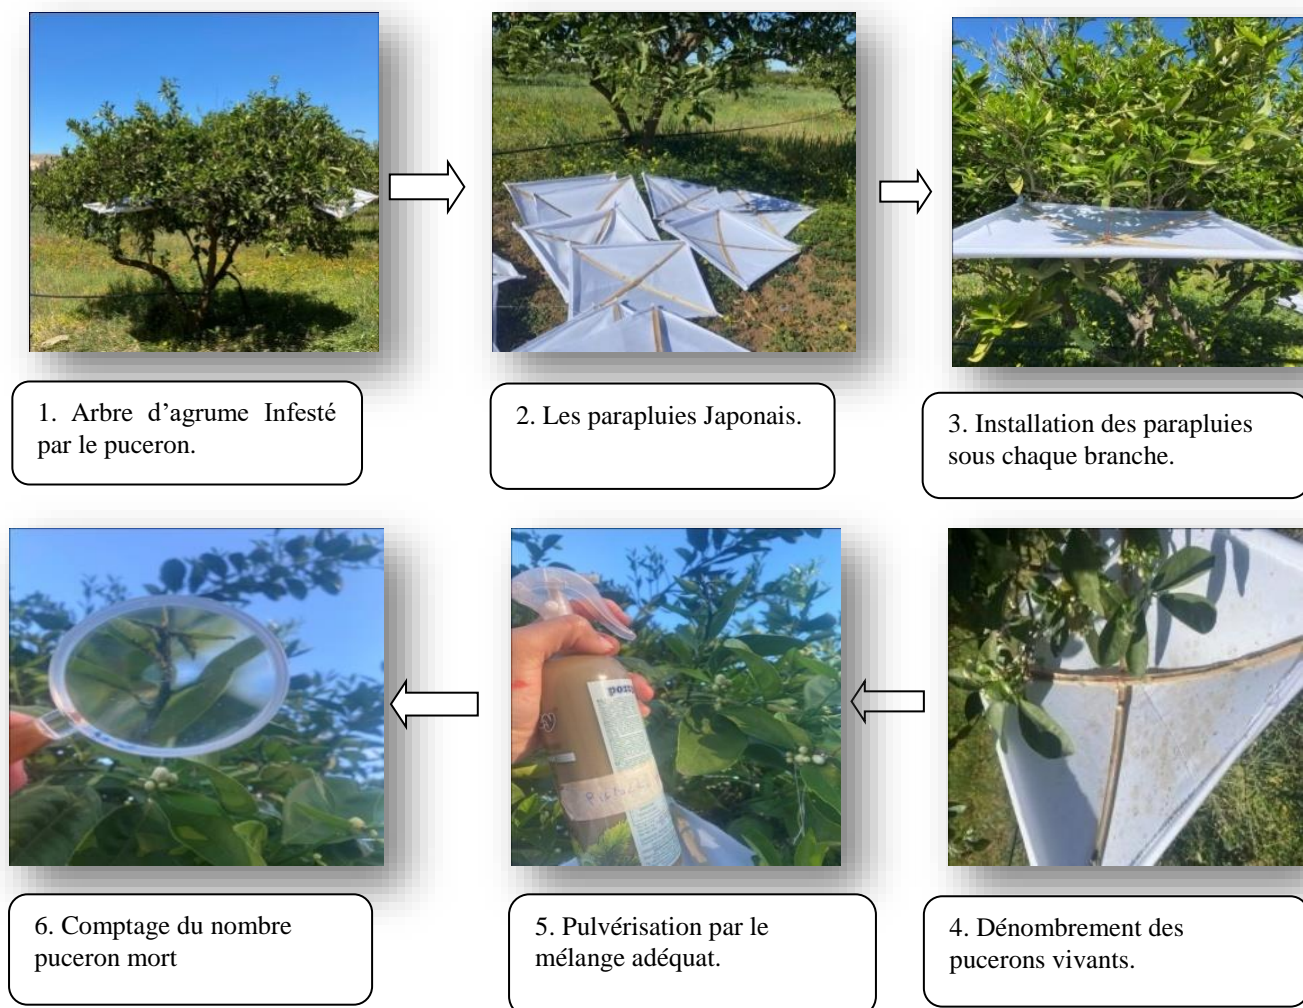 1. Arbre d'agrume Infesté
par le puceron.
2. Les parapluies Japonais.
3. Installation des parapluies
sous chaque branche.
6. Comptage du nombre
puceron mort
5. Pulvérisation par le
mélange adéquat.
4. Dénombrement des
pucerons vivants.